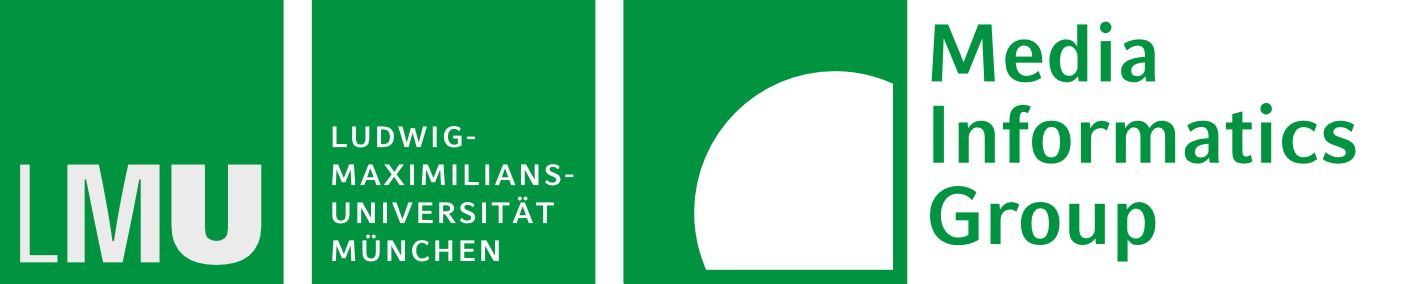 LMU
LUDWIG-
MAXIMILIANS-
UNIVERSITÄT
MÜNCHEN
Media
Informatics
Group